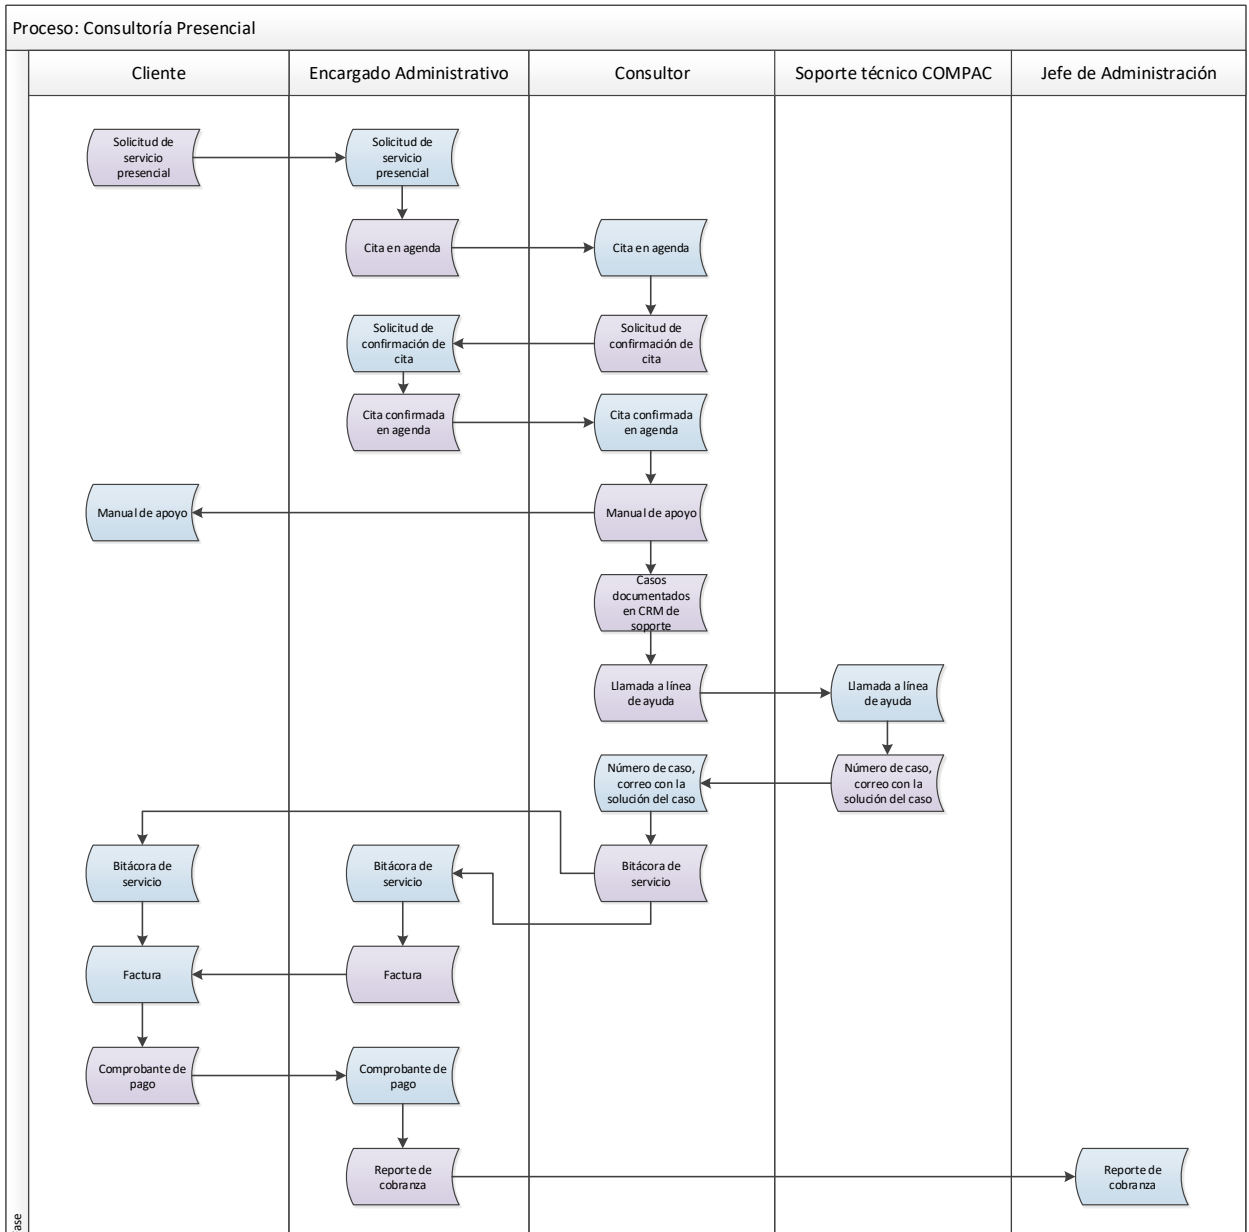 Proceso: Consultoría Presencial
Cliente
Encargado Administrativo
Consultor
Soporte técnico COMPAC
Jefe de Administración
Solicitud de
servicio
presencial
Solicitud de
servicio
presencial
Cita en agenda
Cita en agenda
Solicitud de
confirmación de
cita
Solicitud de
confirmación de
cita
Cita confirmada
en agenda
Cita confirmada
en agenda
Manual de apoyo
Manual de apoyo
Casos
documentados
en CRM de
soporte
Llamada a línea
de ayuda
Llamada a línea
de ayuda
Número de caso,
correo con la
solución del caso
Número de caso,
correo con la
solución del caso
Bitácora de
servicio
Bitácora de
servicio
Bitácora de
servicio
Factura
Factura
Comprobante de
pago
Comprobante de
pago
Reporte de
cobranza
Reporte de
cobranza